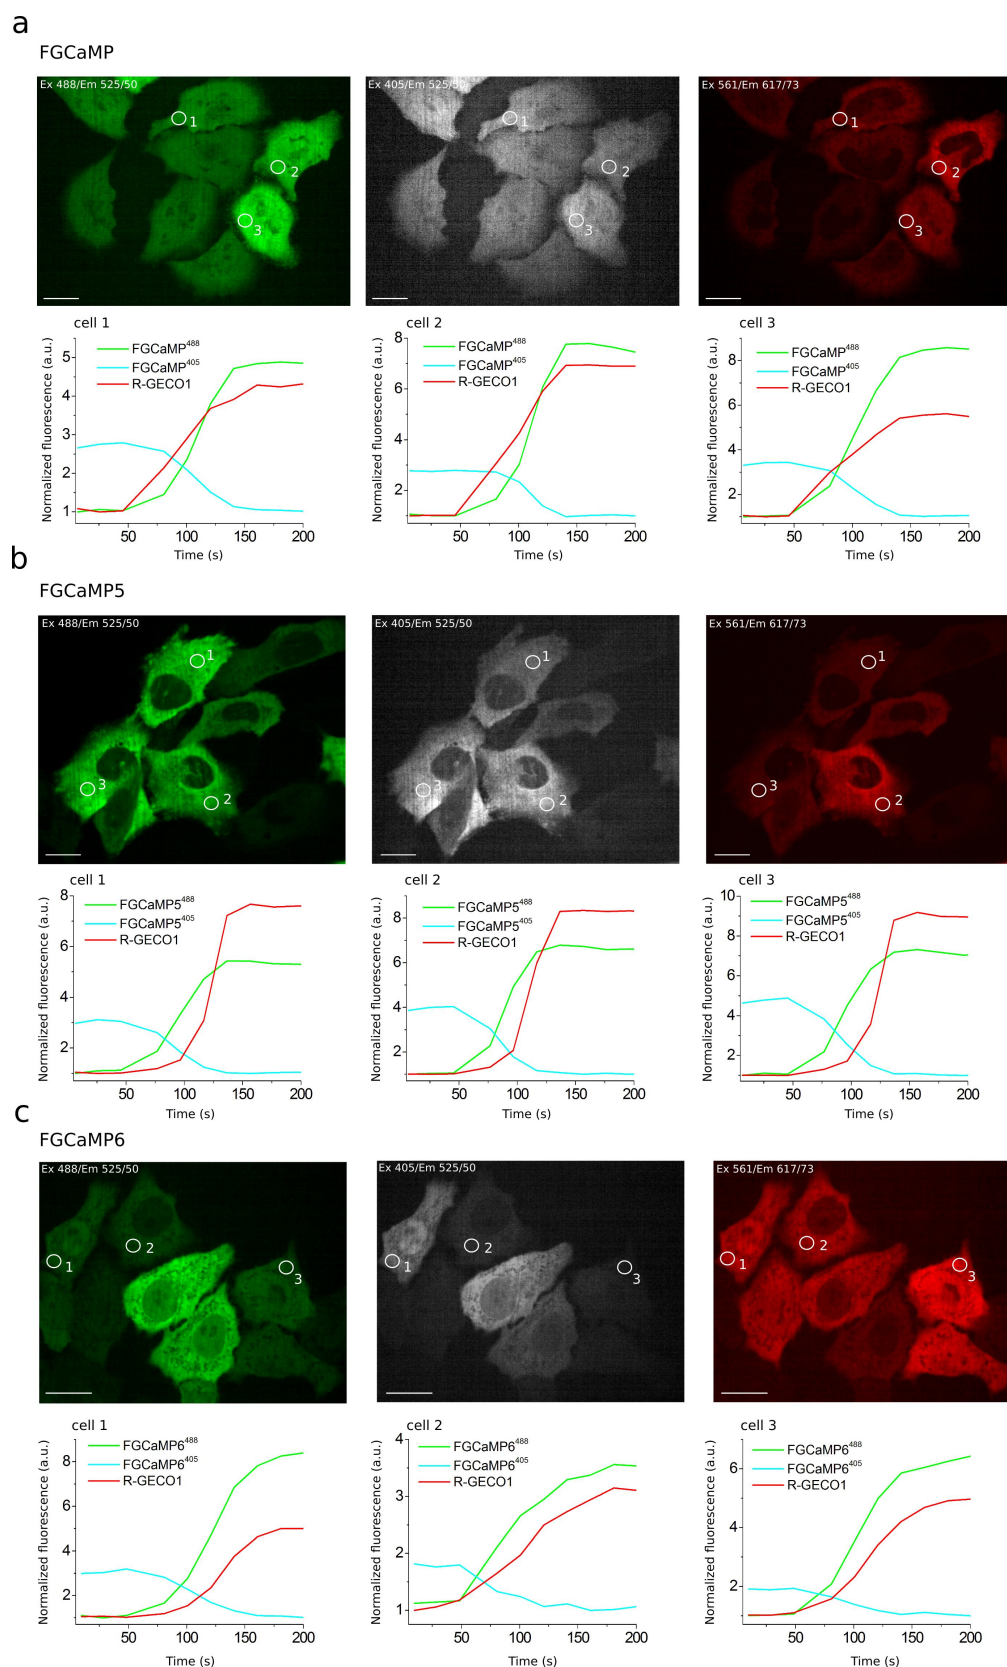 a
FGCaMP
Ex 488/Em 525/50
Ex 405/Em 525/50
Ex 561/Em 617/73
1
2
3
1
2
3
1
2
3
cell 1
cell 2
cell 3
Normalized fluorescence (a.u.)
5
4
3
2
1
FGCaMP⁴⁸⁸
FGCaMP⁴⁰⁵
R-GECO1
50
100
150
200
Time (s)
Normalized fluorescence (a.u.)
8
6
4
2
FGCaMP⁴⁸⁸
FGCaMP⁴⁰⁵
R-GECO1
50
100
150
200
Time (s)
Normalized fluorescence (a.u.)
8
6
4
2
FGCaMP⁴⁸⁸
FGCaMP⁴⁰⁵
R-GECO1
50
100
150
200
Time (s)
b
FGCaMP5
Ex 488/Em 525/50
Ex 405/Em 525/50
Ex 561/Em 617/73
1
3
2
1
3
2
1
3
2
cell 1
cell 2
cell 3
Normalized fluorescence (a.u.)
8
6
4
2
FGCaMP5⁴⁸⁸
FGCaMP5⁴⁰⁵
R-GECO1
50
100
150
200
Time (s)
Normalized fluorescence (a.u.)
8
6
4
2
FGCaMP5⁴⁸⁸
FGCaMP5⁴⁰⁵
R-GECO1
50
100
150
200
Time (s)
Normalized fluorescence (a.u.)
10
8
6
4
2
FGCaMP5⁴⁸⁸
FGCaMP5⁴⁰⁵
R-GECO1
50
100
150
200
Time (s)
c
FGCaMP6
Ex 488/Em 525/50
Ex 405/Em 525/50
Ex 561/Em 617/73
1
2
3
1
2
3
1
2
3
cell 1
cell 2
cell 3
Normalized fluorescence (a.u.)
8
6
4
2
FGCaMP6⁴⁸⁸
FGCaMP6⁴⁰⁵
R-GECO1
50
100
150
200
Time (s)
Normalized fluorescence (a.u.)
4
3
2
1
FGCaMP6⁴⁸⁸
FGCaMP6⁴⁰⁵
R-GECO1
50
100
150
200
Time (s)
Normalized fluorescence (a.u.)
6
4
2
FGCaMP6⁴⁸⁸
FGCaMP6⁴⁰⁵
R-GECO1
50
100
150
200
Time (s)